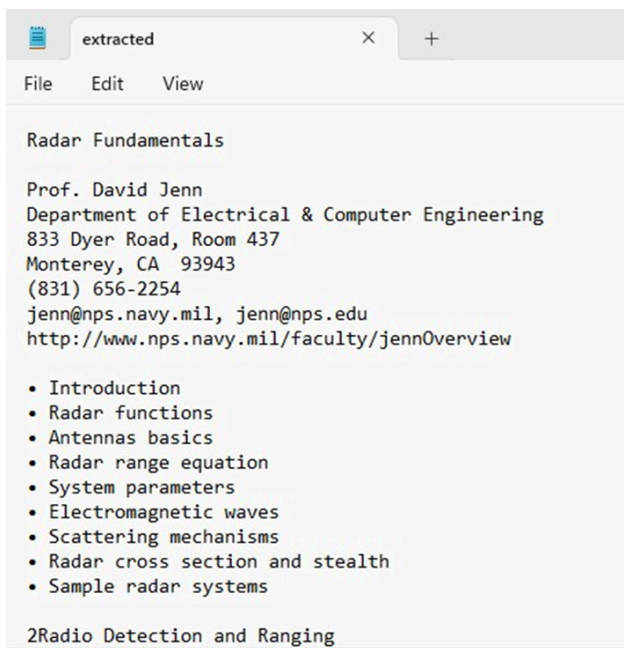 extracted
File Edit View
Radar Fundamentals
Prof. David Jenn
Department of Electrical & Computer Engineering
833 Dyer Road, Room 437
Monterey, CA  93943
(831) 656-2254
jenn@nps.navy.mil, jenn@nps.edu
http://www.nps.navy.mil/faculty/jennOverview
• Introduction
• Radar functions
• Antennas basics
• Radar range equation
• System parameters
• Electromagnetic waves
• Scattering mechanisms
• Radar cross section and stealth
• Sample radar systems
2Radio Detection and Ranging